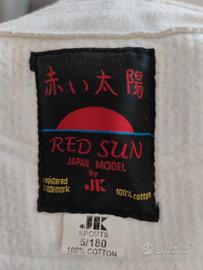 赤い太陽
RED SUN
JAPAN MODEL
by
JK
registered
trademark
100% cotton
JK
SPORTS
5/180
100% COTTON
Subito